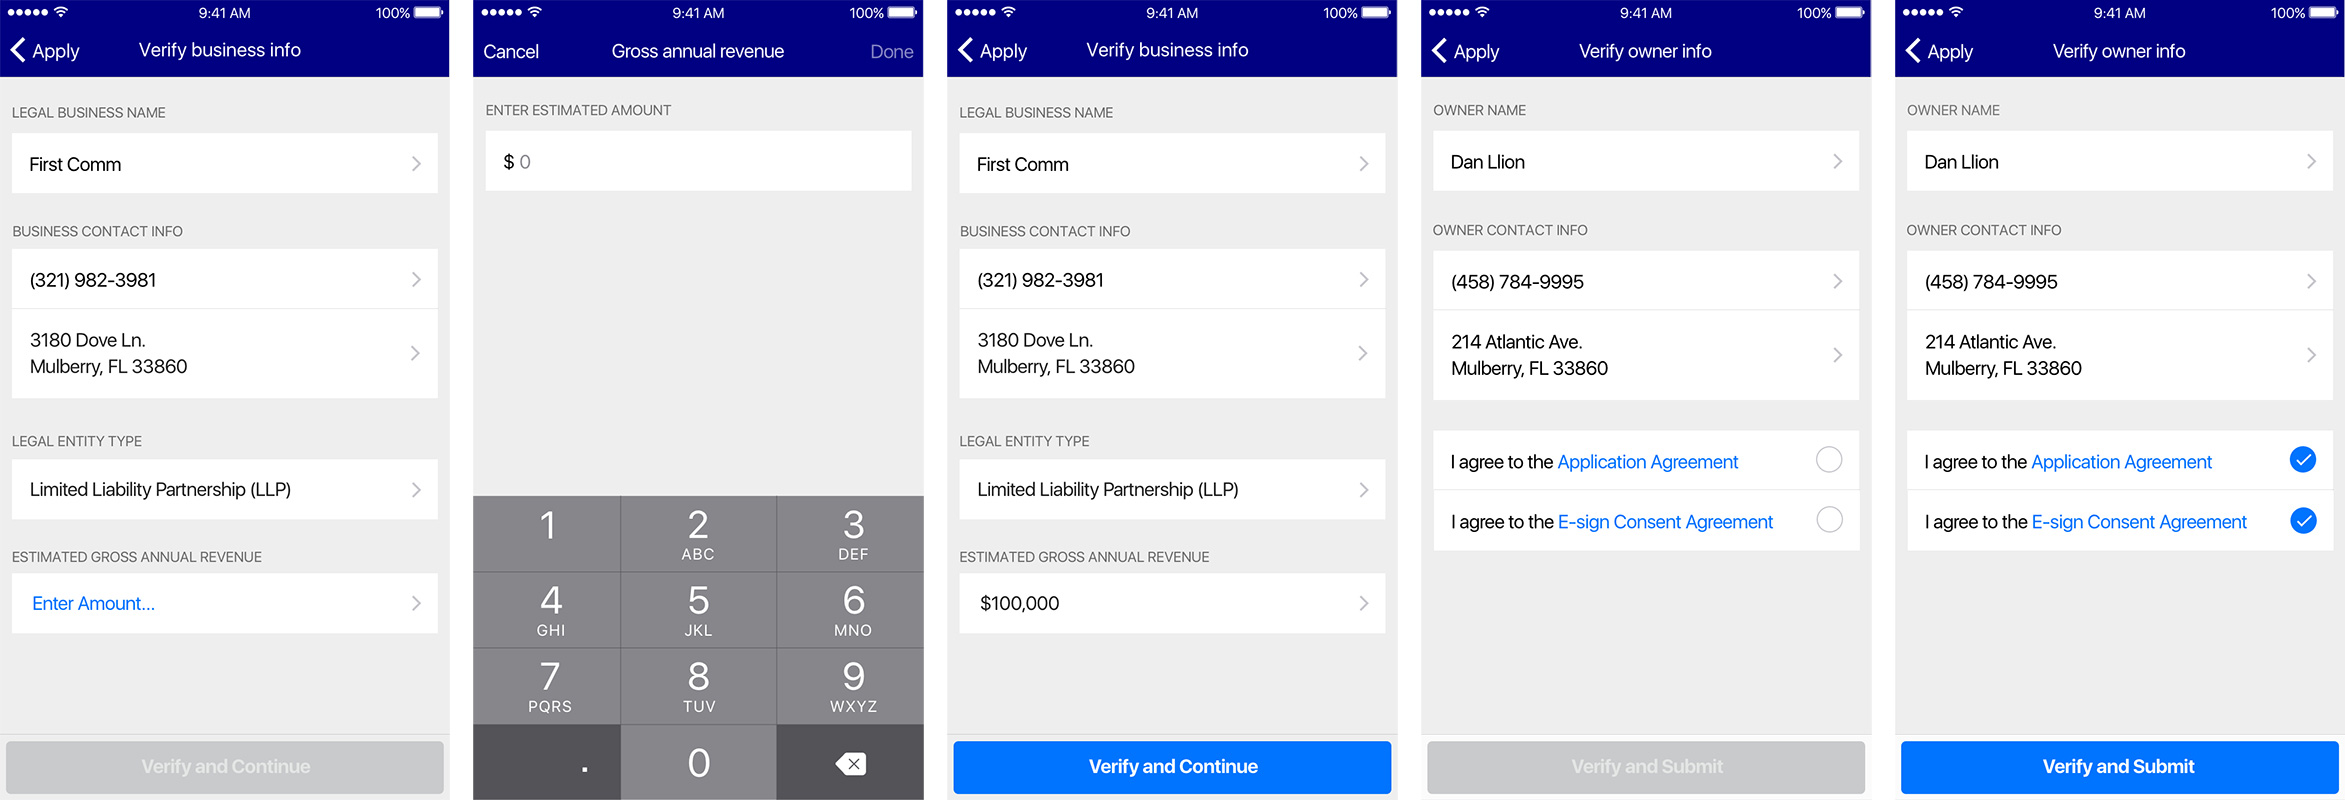 9:41 AM
100%
Apply
Verify business info
LEGAL BUSINESS NAME
First Comm
BUSINESS CONTACT INFO
(321) 982-3981
3180 Dove Ln.
Mulberry, FL 33860
LEGAL ENTITY TYPE
Limited Liability Partnership (LLP)
ESTIMATED GROSS ANNUAL REVENUE
Enter Amount...
Verify and Continue
9:41 AM
100%
Cancel
Gross annual revenue
Done
ENTER ESTIMATED AMOUNT
$ 0
1
2
3
ABC
DEF
4
5
6
GHI
JKL
MNO
7
8
9
PQRS
TUV
WXYZ
.
0
9:41 AM
100%
Apply
Verify business info
LEGAL BUSINESS NAME
First Comm
BUSINESS CONTACT INFO
(321) 982-3981
3180 Dove Ln.
Mulberry, FL 33860
LEGAL ENTITY TYPE
Limited Liability Partnership (LLP)
ESTIMATED GROSS ANNUAL REVENUE
$100,000
Verify and Continue
9:41 AM
100%
Apply
Verify owner info
OWNER NAME
Dan Llion
OWNER CONTACT INFO
(458) 784-9995
214 Atlantic Ave.
Mulberry, FL 33860
I agree to the Application Agreement
I agree to the E-sign Consent Agreement
Verify and Submit
9:41 AM
100%
Apply
Verify owner info
OWNER NAME
Dan Llion
OWNER CONTACT INFO
(458) 784-9995
214 Atlantic Ave.
Mulberry, FL 33860
I agree to the Application Agreement
I agree to the E-sign Consent Agreement
Verify and Submit